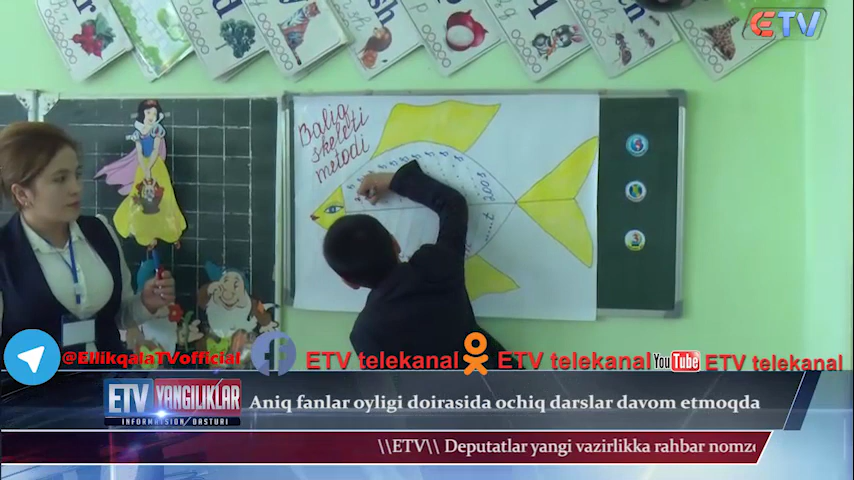 ETV
Baliq
skeleti
metodi
@EllikqalaTVofficial
ETV telekanal
ETV telekanal
YouTube
ETV telekanal
ETV YANGILIKLAR
INFORMATSION DASTURI
Aniq fanlar oyligi doirasida ochiq darslar davom etmoqda
\\ETV\\ Deputatlar yangi vazirlikka rahbar nomzo